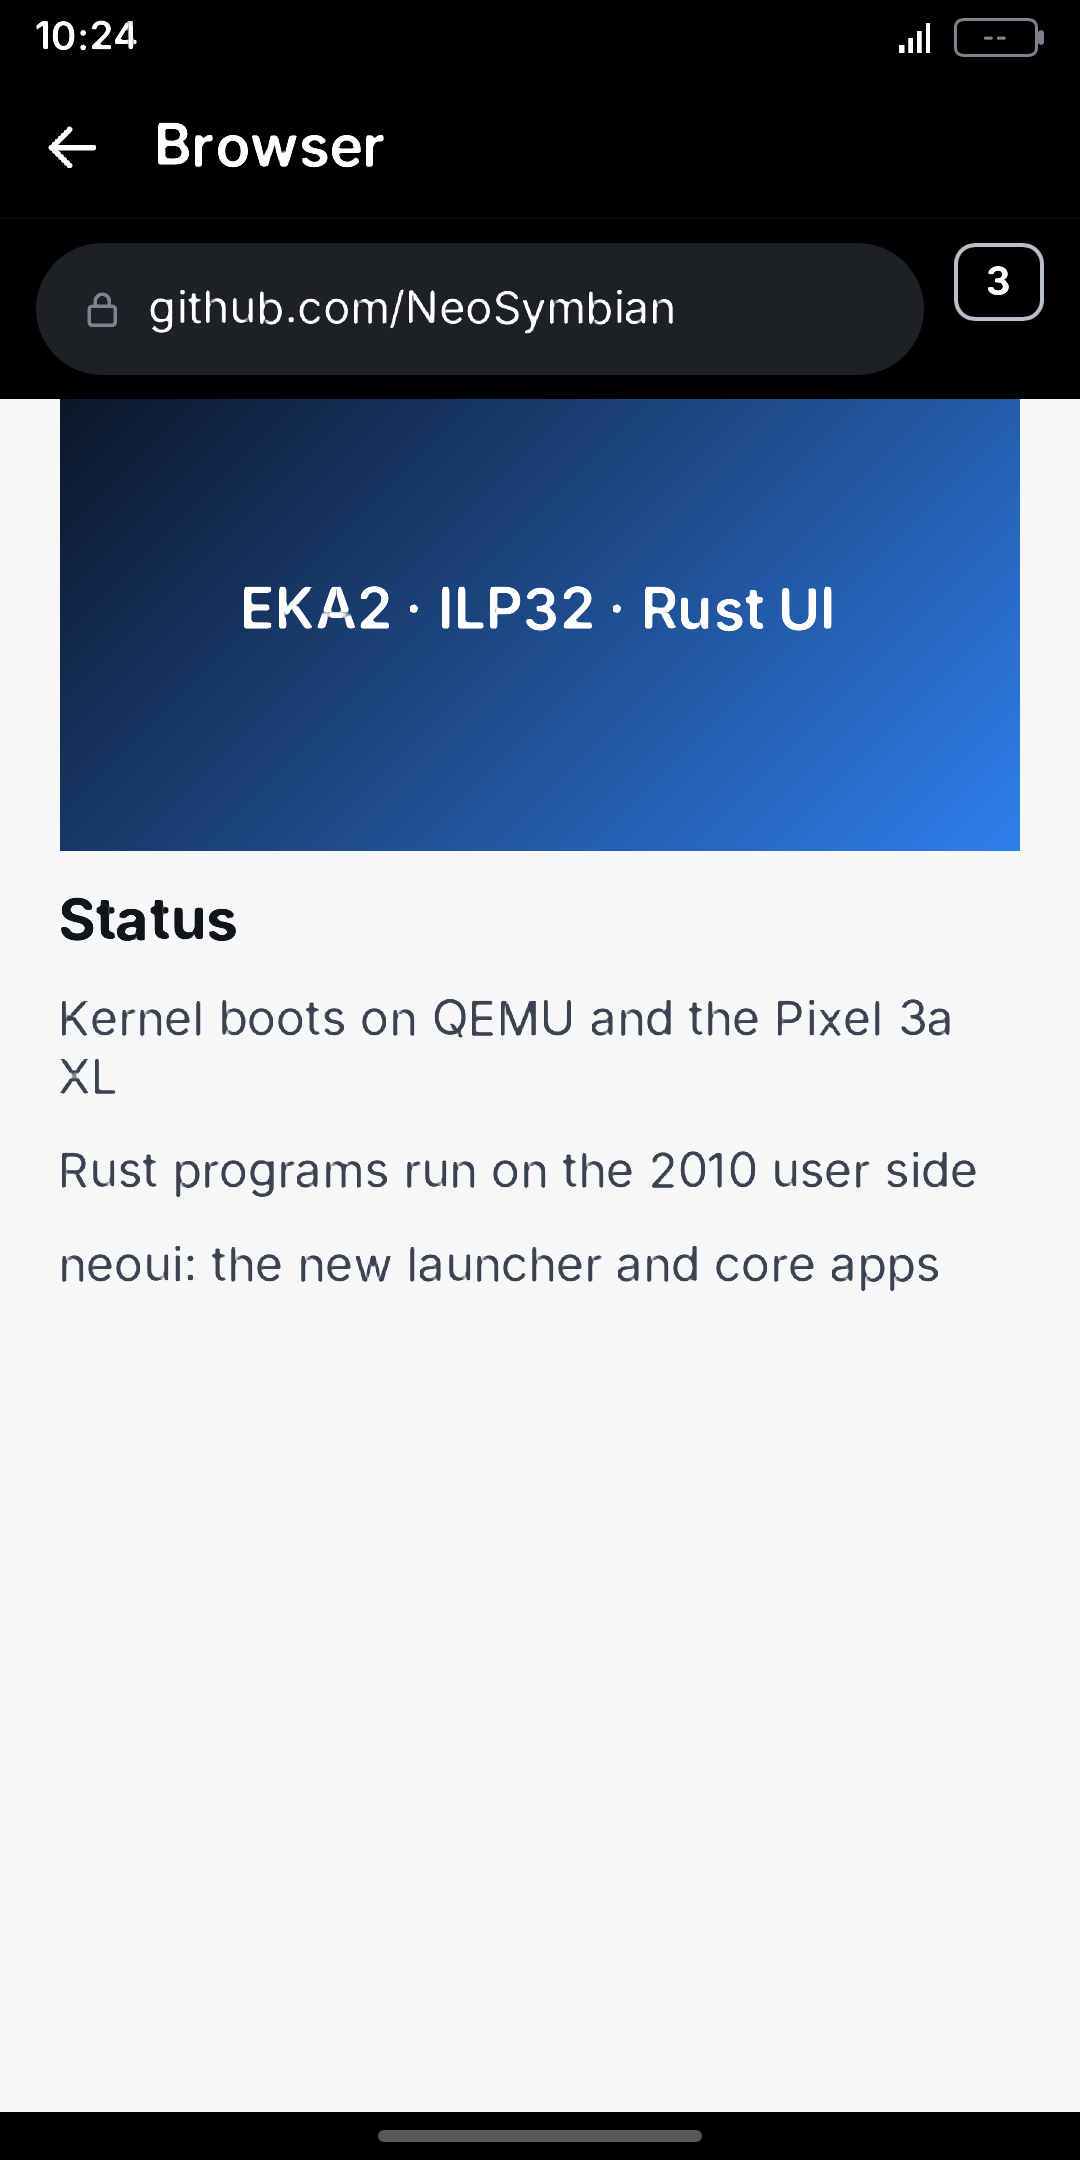 10:24
--
Browser
github.com/NeoSymbian
3
EKA2 · ILP32 · Rust UI
Status
Kernel boots on QEMU and the Pixel 3a
XL
Rust programs run on the 2010 user side
neoui: the new launcher and core apps